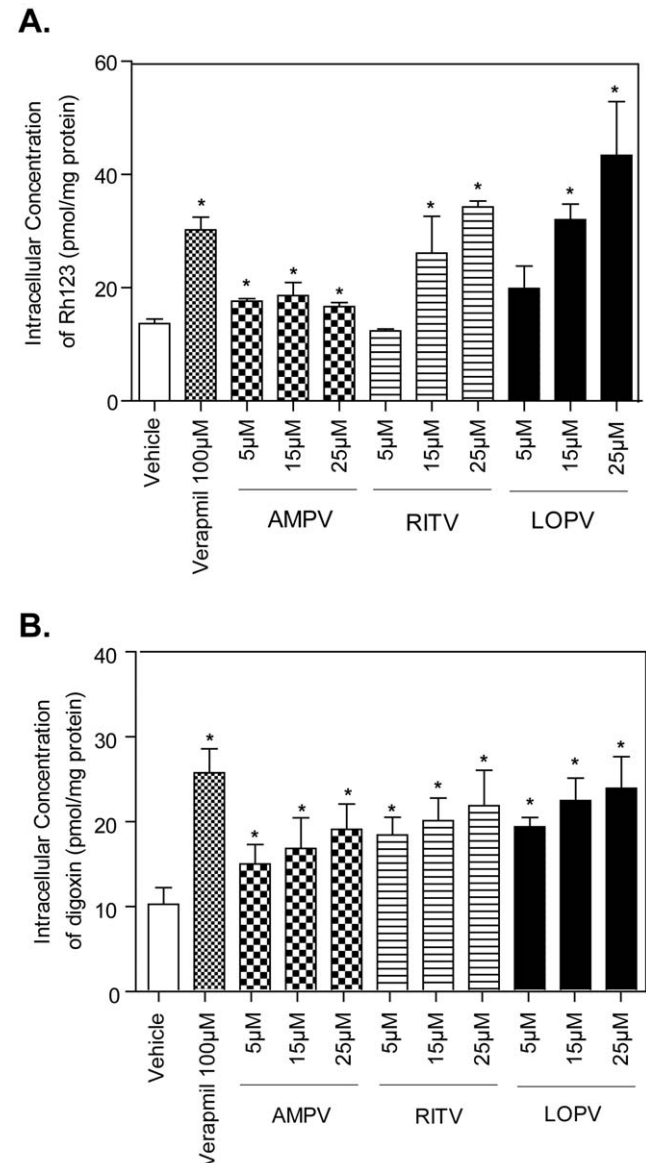 A.
Intracellular Concentration
of Rh123 (pmol/mg protein)
60
40
20
0
* * * * * * * *
Vehicle
Verapmil 100µM
5µM
15µM
25µM
5µM
15µM
25µM
5µM
15µM
25µM
AMPV
RITV
LOPV
B.
Intracellular Concentration
of digoxin (pmol/mg protein)
40
30
20
10
0
* * * * * * * * * *
Vehicle
Verapmil 100µM
5µM
15µM
25µM
5µM
15µM
25µM
5µM
15µM
25µM
AMPV
RITV
LOPV